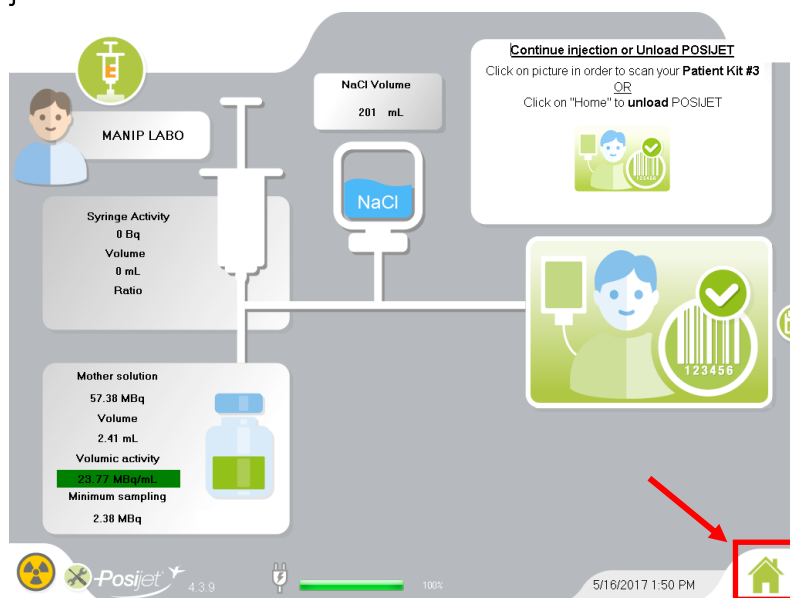 E
MANIP LABO
NaCl Volume
201 mL
Continue injection or Unload POSIJET
Click on picture in order to scan your Patient Kit #3
OR
Click on "Home" to unload POSIJET
123456
NaCl
Syringe Activity
0 Bq
Volume
0 mL
Ratio
123456
Mother solution
57.38 MBq
Volume
2.41 mL
Volumic activity
23.77 MBq/mL
Minimum sampling
2.38 MBq
Posijet 4.3.9
100%
5/16/2017 1:50 PM